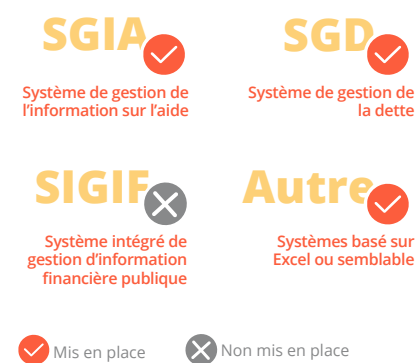 SGIA
Système de gestion de
l'information sur l'aide
SGD
Système de gestion de
la dette
SIGIF
Système intégré de
gestion d'information
financière publique
Autre
Systèmes basé sur
Excel ou semblable
Mis en place
Non mis en place